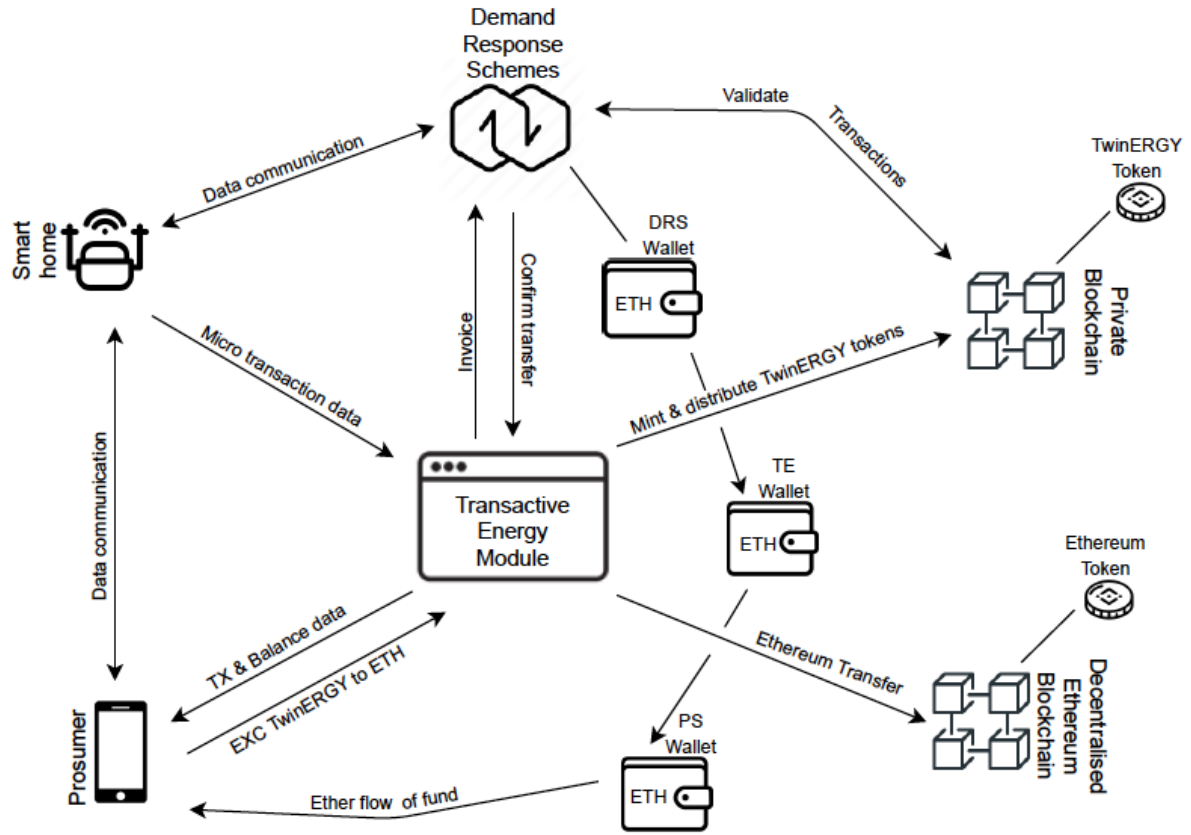 Demand
Response
Schemes
Validate
Transactions
TwinERGY
Token
Data communication
Smart
home
DRS
Wallet
ETH
Private
Blockchain
Invoice
Confirm transfer
Micro transaction data
Mint & distribute TwinERGY tokens
Data communication
Transactive
Energy
Module
TE
Wallet
ETH
Ethereum
Token
TX & Balance data
EXC TwinERGY to ETH
Ethereum Transfer
Decentralised
Ethereum
Blockchain
Prosumer
PS
Wallet
ETH
Ether flow of fund